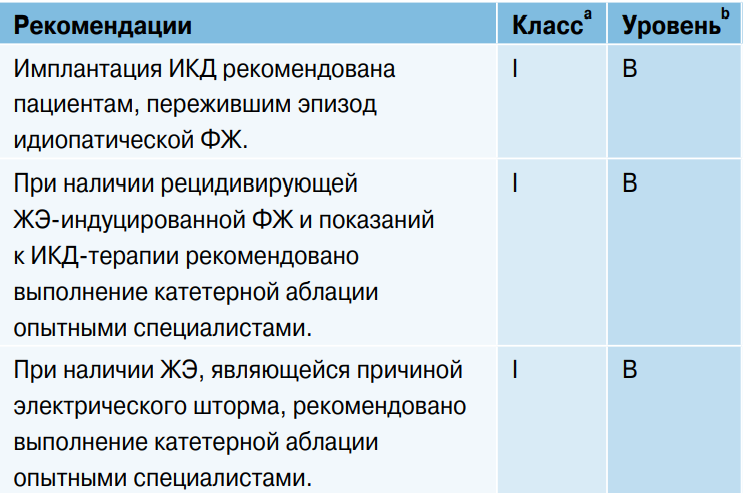 Рекомендации Класс^a Уровень^b
Имплантация ИКД рекомендована I B
пациентам, пережившим эпизод
идиопатической ФЖ.
При наличии рецидивирующей I B
ЖЭ-индуцированной ФЖ и показаний
к ИКД-терапии рекомендовано
выполнение катетерной аблации
опытными специалистами.
При наличии ЖЭ, являющейся причиной I B
электрического шторма, рекомендовано
выполнение катетерной аблации
опытными специалистами.